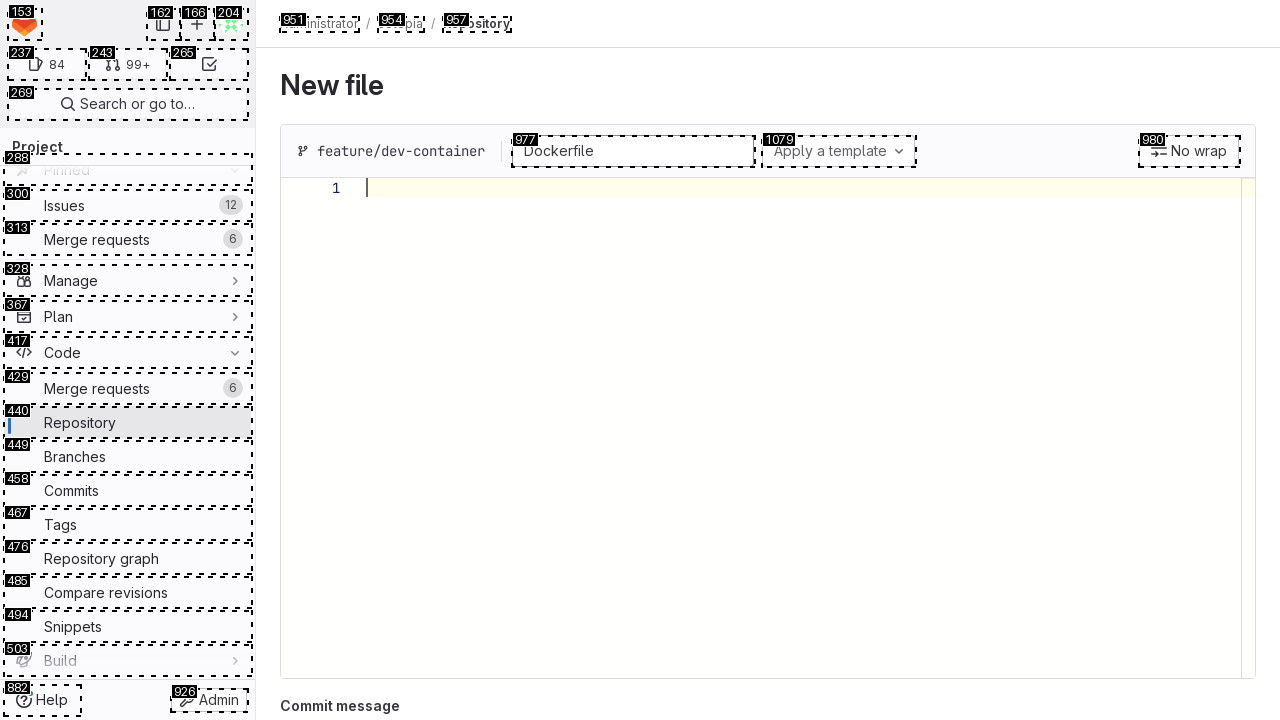 153
162
166
204
237
84
243
99+
265
269
Search or go to…
Project
288
Pinned
300
Issues
12
313
Merge requests
6
328
Manage
367
Plan
417
Code
429
Merge requests
6
440
Repository
449
Branches
458
Commits
467
Tags
476
Repository graph
485
Compare revisions
494
Snippets
503
Build
882
Help
926
Admin
951
Administrator
/
954
/
957
Repository
New file
feature/dev-container
977
Dockerfile
1079
Apply a template
980
No wrap
1
Commit message